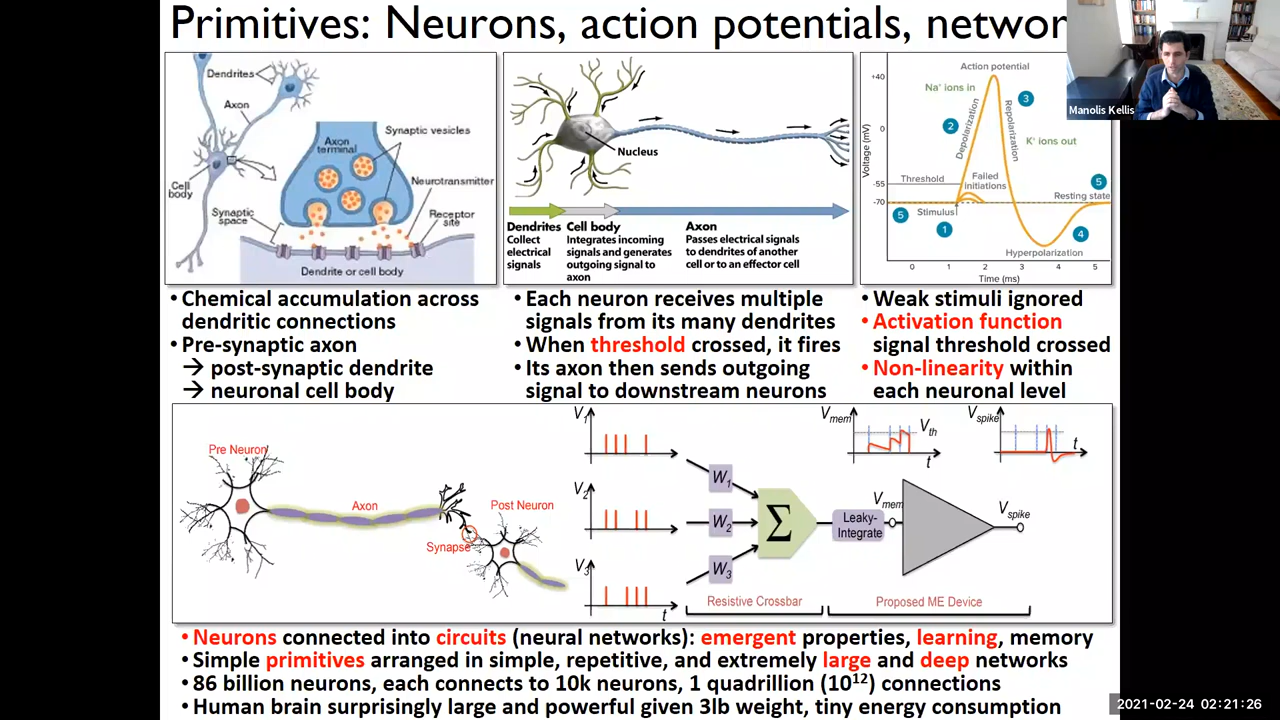 Primitives: Neurons, action potentials, networ
Manolis Kellis
Dendrites
Axon
Cell
body
Synaptic
space
Axon
terminal
Synaptic vesicles
Neurotransmitter
Receptor
site
Dendrite or cell body
Nucleus
Dendrites
Collect
electrical
signals
Cell body
Integrates incoming
signals and generates
outgoing signal to
axon
Axon
Passes electrical signals
to dendrites of another
cell or to an effector cell
Action potential
+40
Na⁺ ions in
3
2
Depolarization
Repolarization
0
K⁺ ions out
Voltage (mV)
Threshold
Failed
initiations
-55
5
Resting state
-70
5
Stimulus
1
4
Hyperpolarization
0 1 2 3 4 5
Time (ms)
• Chemical accumulation across
dendritic connections
• Pre-synaptic axon
→ post-synaptic dendrite
→ neuronal cell body
• Each neuron receives multiple
signals from its many dendrites
• When threshold crossed, it fires
• Its axon then sends outgoing
signal to downstream neurons
• Weak stimuli ignored
• Activation function
signal threshold crossed
• Non-linearity within
each neuronal level
Pre Neuron
Axon
Synapse
Post Neuron
V1
V2
V3
t
W1
W2
W3
Σ
Resistive Crossbar
Leaky-
Integrate
Vmem
Vmem
Vth
t
Vspike
t
Vspike
Proposed ME Device
• Neurons connected into circuits (neural networks): emergent properties, learning, memory
• Simple primitives arranged in simple, repetitive, and extremely large and deep networks
• 86 billion neurons, each connects to 10k neurons, 1 quadrillion (10¹²) connections
• Human brain surprisingly large and powerful given 3lb weight, tiny energy consumption
2021-02-24 02:21:26